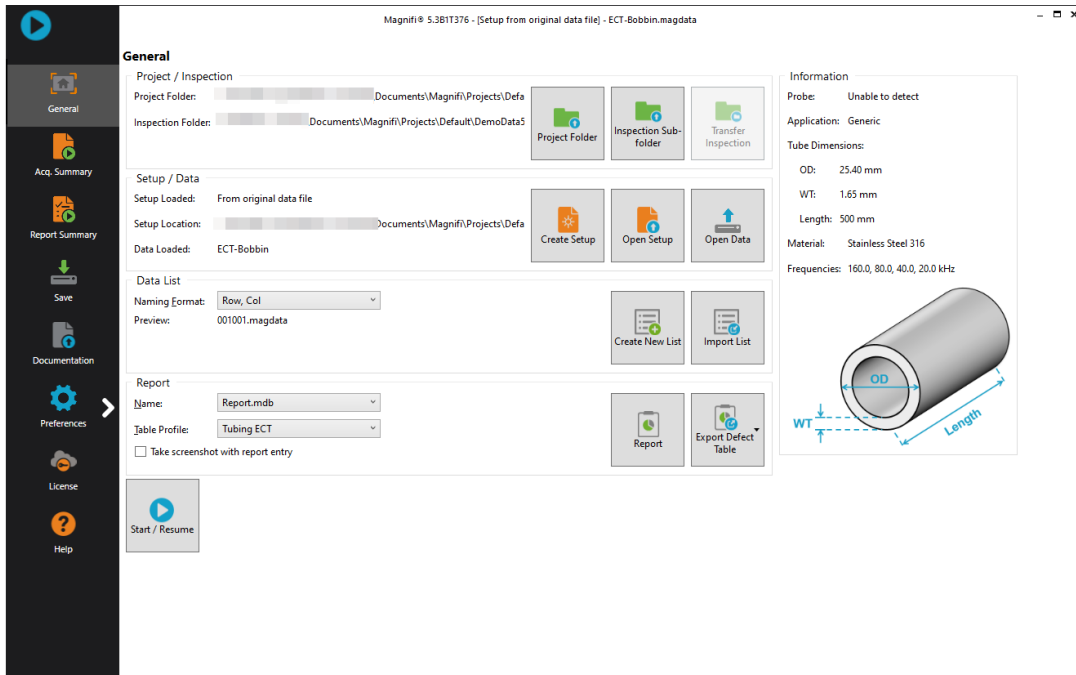 Magnifi® 5.3B1T376 - [Setup from original data file] - ECT-Bobbin.magdata
General
Acq. Summary
Report Summary
Save
Documentation
Preferences
License
Help
General
Project / Inspection
Project Folder: Documents\Magnifi\Projects\Defa
Inspection Folder: Documents\Magnifi\Projects\Default\DemoData5
Project Folder
Inspection Sub-
folder
Transfer
Inspection
Setup / Data
Setup Loaded: From original data file
Setup Location: Documents\Magnifi\Projects\Defa
Data Loaded: ECT-Bobbin
Create Setup
Open Setup
Open Data
Data List
Naming Format: Row, Col
Preview: 001001.magdata
Create New List
Import List
Report
Name: Report.mdb
Table Profile: Tubing ECT
Take screenshot with report entry
Report
Export Defect
Table
Start / Resume
Information
Probe: Unable to detect
Application: Generic
Tube Dimensions:
OD: 25.40 mm
WT: 1.65 mm
Length: 500 mm
Material: Stainless Steel 316
Frequencies: 160.0, 80.0, 40.0, 20.0 kHz
OD
WT
Length